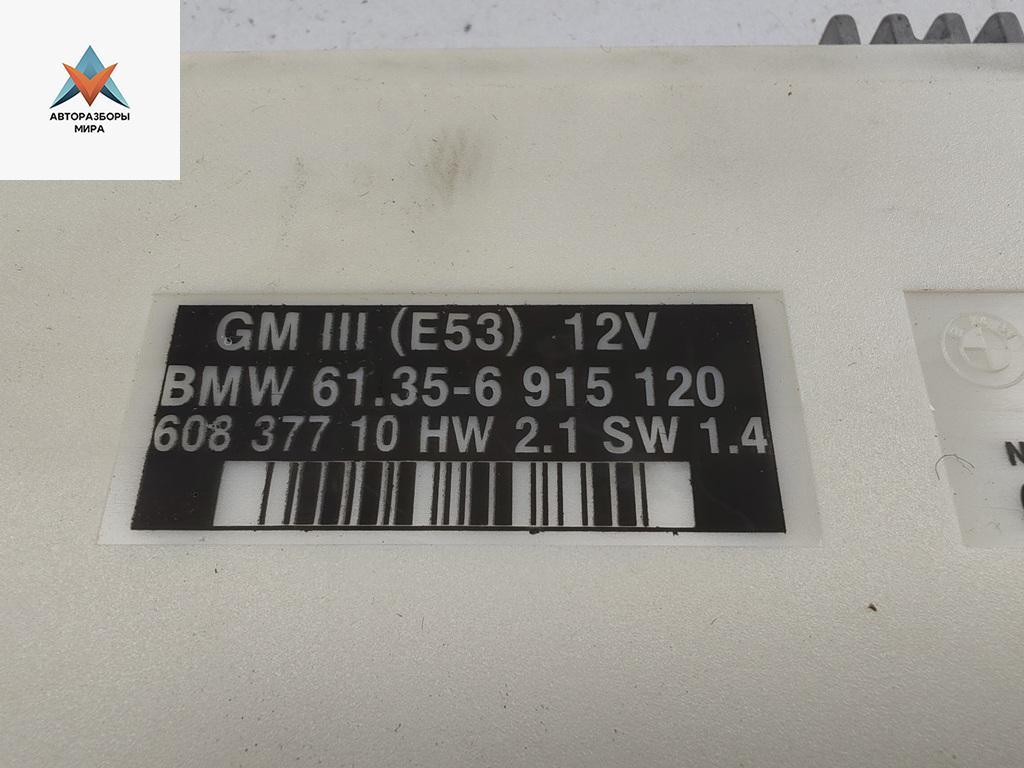 АВТОРАЗБОРЫ
МИРА
GM III (E53) 12V
BMW 61.35-6 915 120
608 377 10 HW 2.1 SW 1.4
BMW